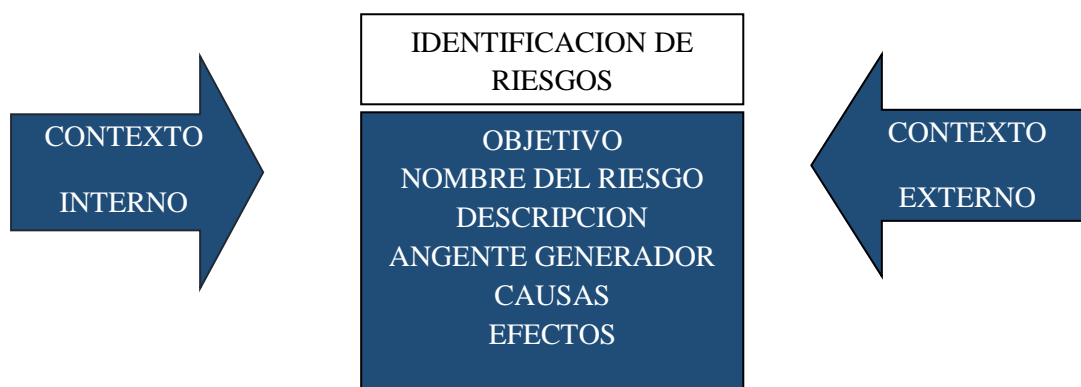 IDENTIFICACION DE
RIESGOS
CONTEXTO
INTERNO
OBJETIVO
NOMBRE DEL RIESGO
DESCRIPCION
ANGENTE GENERADOR
CAUSAS
EFECTOS
CONTEXTO
EXTERNO